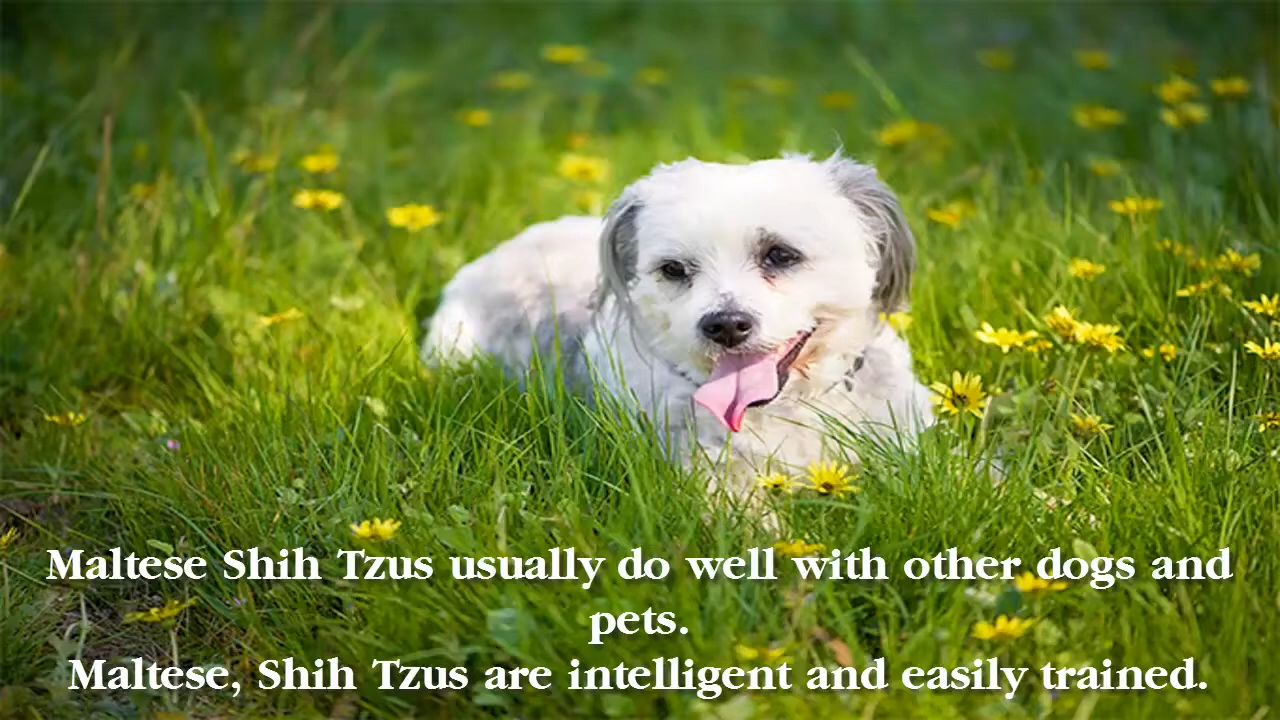 Maltese Shih Tzus usually do well with other dogs and
pets.
Maltese, Shih Tzus are intelligent and easily trained.